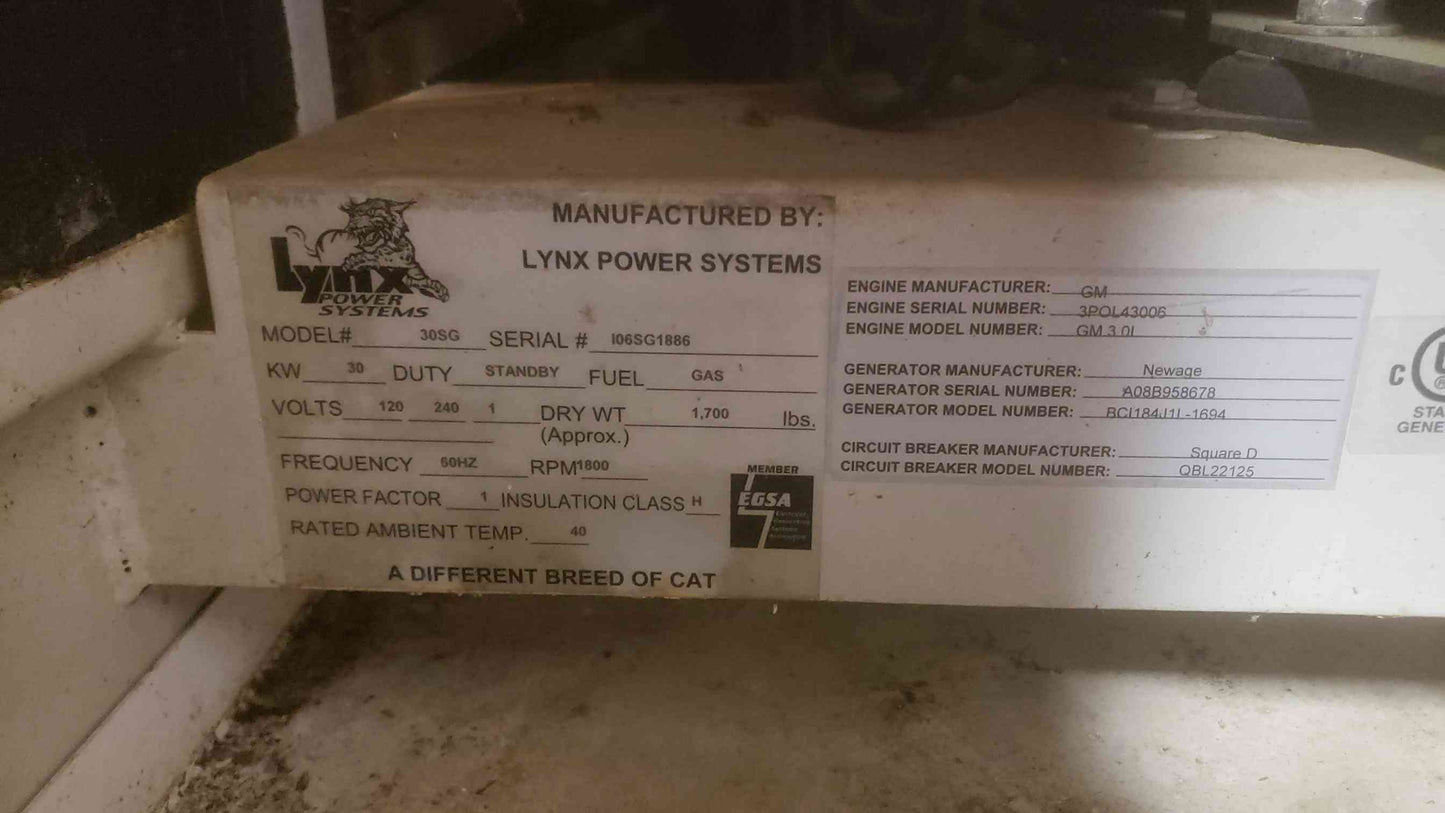 Lynx
POWER
SYSTEMS
MANUFACTURED BY:
LYNX POWER SYSTEMS
MODEL# 30SG SERIAL # I06SG1886
KW 30 DUTY STANDBY FUEL GAS
VOLTS 120 240 1 DRY WT 1,700 lbs.
(Approx.)
FREQUENCY 60HZ RPM 1800
POWER FACTOR 1 INSULATION CLASS H
RATED AMBIENT TEMP. 40
MEMBER
EGSA
A DIFFERENT BREED OF CAT
ENGINE MANUFACTURER: GM
ENGINE SERIAL NUMBER: 3POL43006
ENGINE MODEL NUMBER: GM 3.0L
GENERATOR MANUFACTURER: Newage
GENERATOR SERIAL NUMBER: A08B958678
GENERATOR MODEL NUMBER: BCI184J1L-1694
CIRCUIT BREAKER MANUFACTURER: Square D
CIRCUIT BREAKER MODEL NUMBER: QBL22125
C
STA
GENE